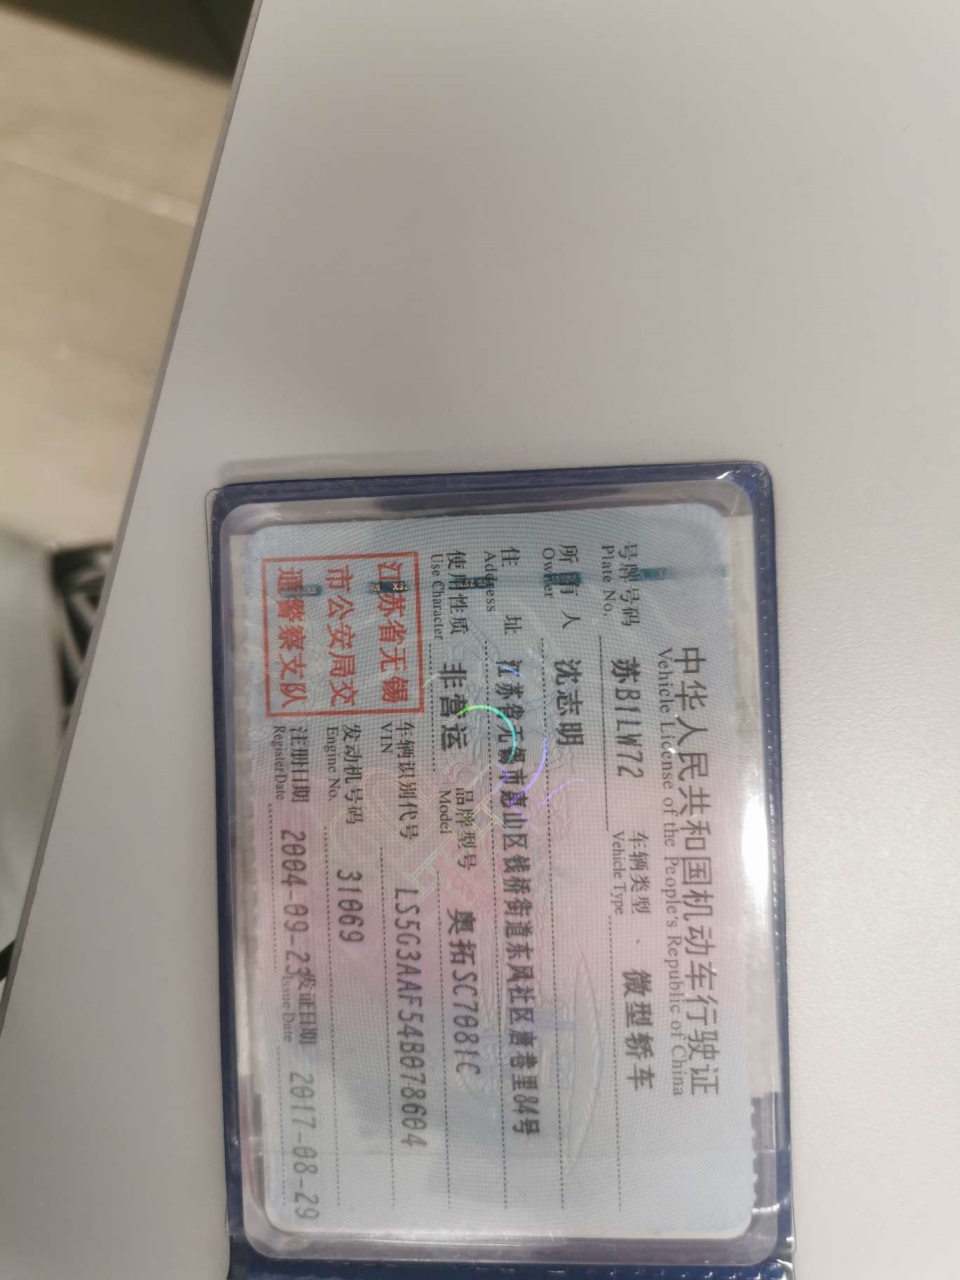 中华人民共和国机动车行驶证
Vehicle License of the People's Republic of China
号牌号码 苏B1LW72 车辆类型 微型轿车
Plate No. Vehicle Type
所有人 沈志明
Owner
住址 江苏省无锡市惠山区钱桥街道东风社区唐巷里84号
Address
使用性质 非营运 品牌型号 奥拓SC7081C
Use Character Model
车辆识别代号 LS5G3AAF54B078604
VIN
发动机号码 31069
Engine No.
注册日期 2004-09-23 发证日期 2017-08-29
Register Date Issue Date
江苏省无锡
市公安局交
通警察支队